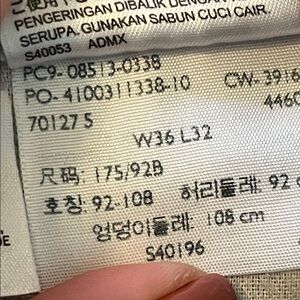 PENGERINGAN DIBALIK DENGAN
SERUPA. GUNAKAN SABUN CUCI CAIR.
S40053 ADMX
PC9-08513-0338
PO-4100311338-10 CW-3916
70127 S 4460
W36 L32
尺码: 175/92B
호칭: 92-108 허리둘레: 92 c
엉덩이둘레: 108 cm
S40196